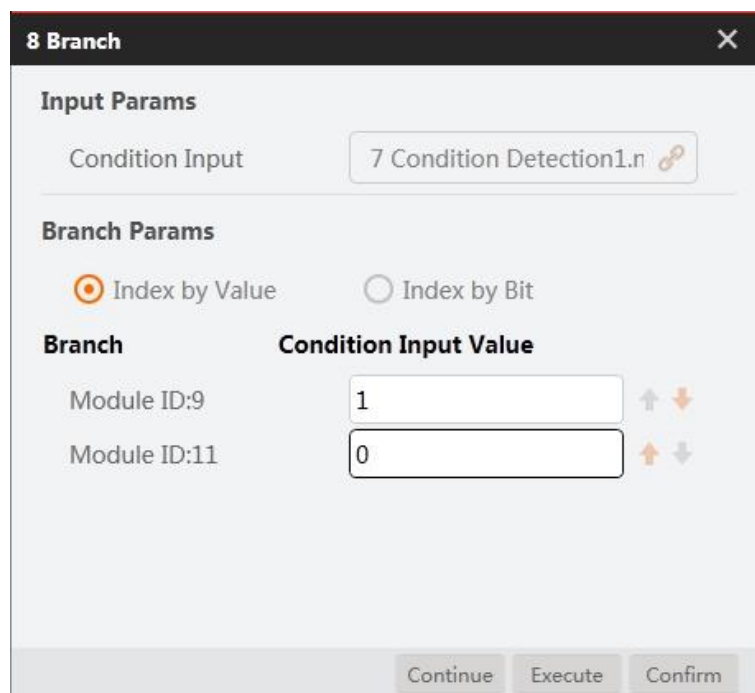 8 Branch
Input Params
Condition Input 7 Condition Detection1.r
Branch Params
Index by Value Index by Bit
Branch Condition Input Value
Module ID:9 1
Module ID:11 0
Continue Execute Confirm